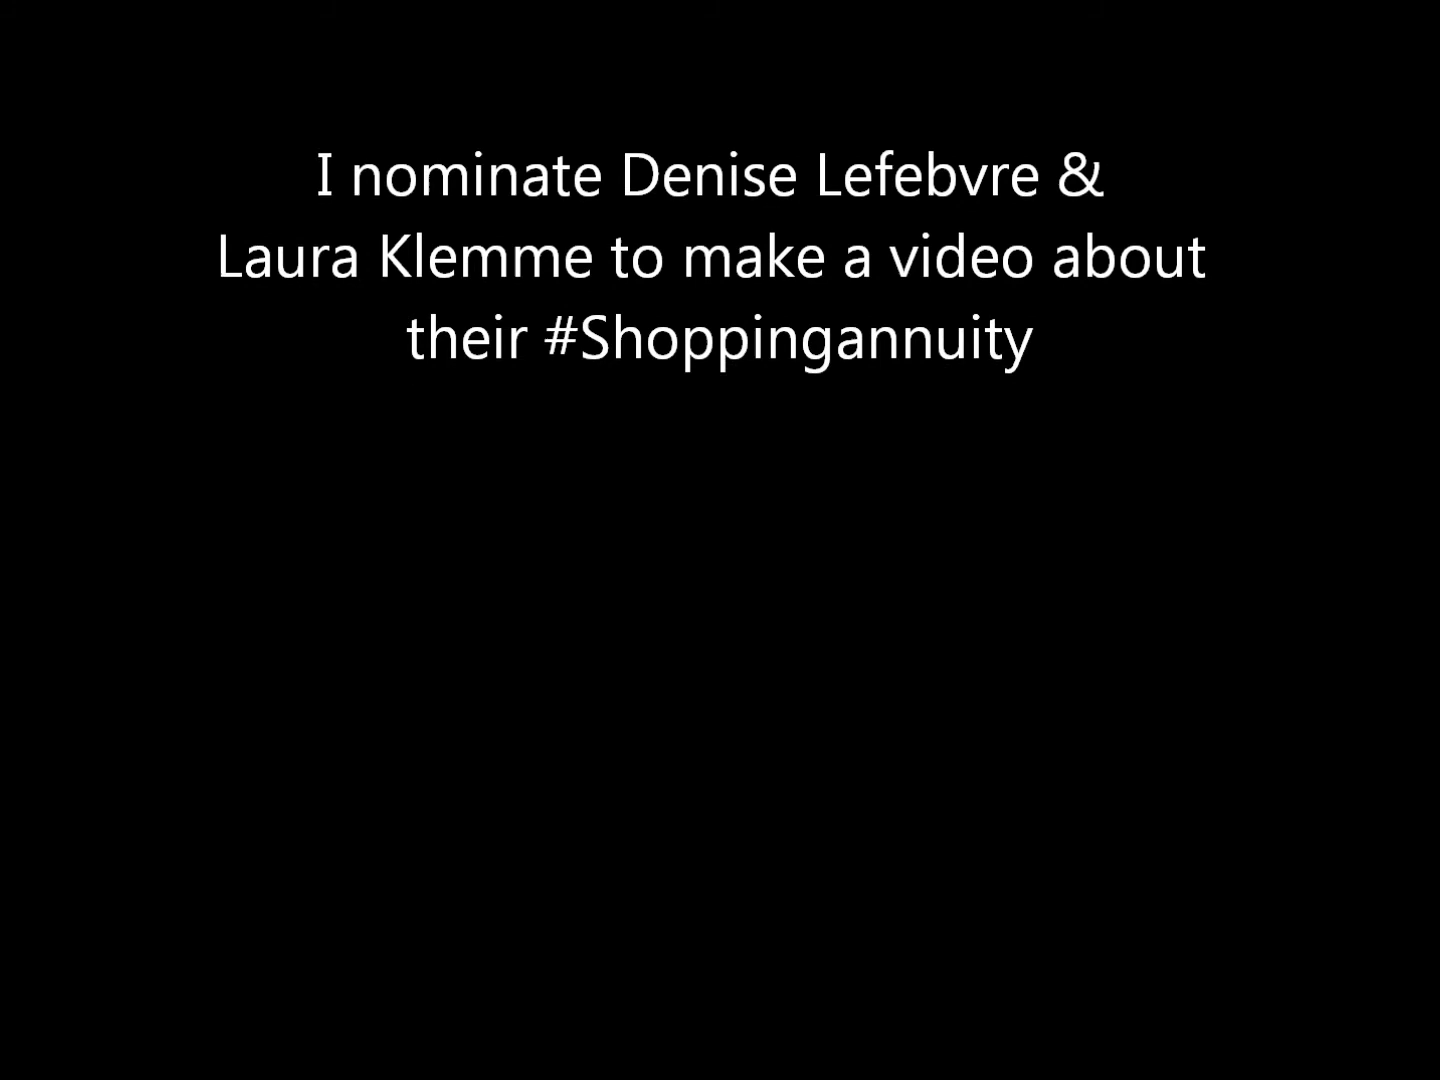 I nominate Denise Lefebvre &
Laura Klemme to make a video about
their #Shoppingannuity